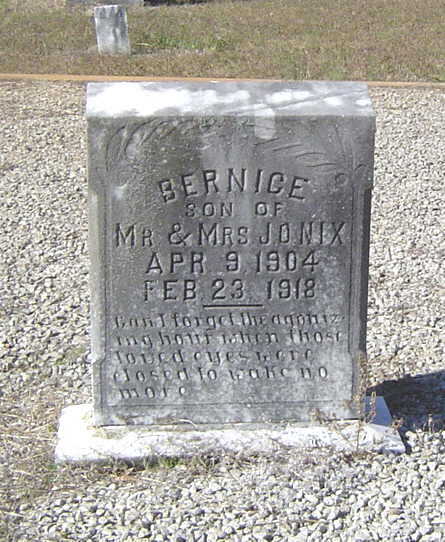 BERNICE
SON OF
MR & MRS J.O. NIX
APR 9 1904
FEB 23 1918
Can I forget the agoniz
ing hour when those
loved eyes were
closed to wake no
more